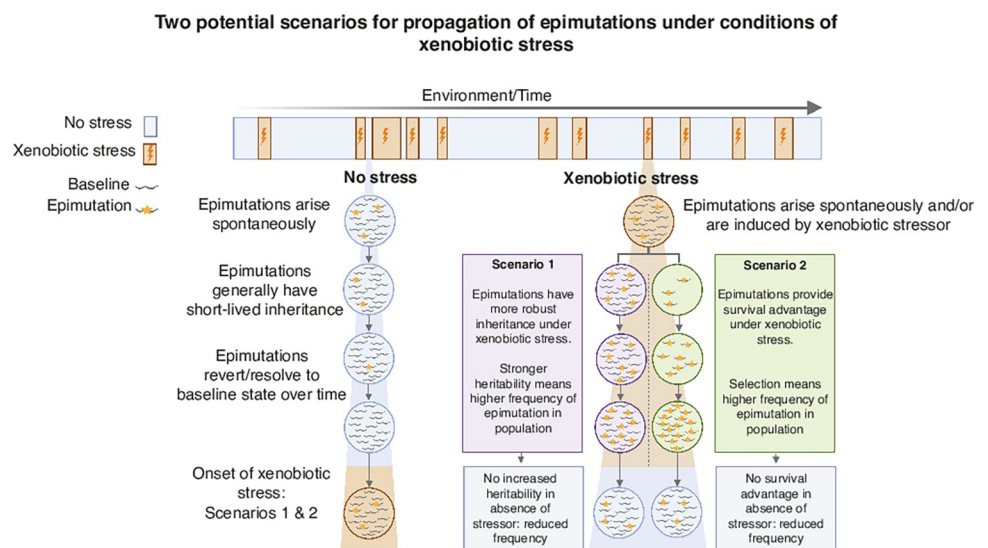 Two potential scenarios for propagation of epimutations under conditions of
xenobiotic stress
Environment/Time
No stress
Xenobiotic stress
Baseline
Epimutation
No stress
Xenobiotic stress
Epimutations arise
spontaneously
Epimutations
generally have
short-lived inheritance
Epimutations
revert/resolve to
baseline state over time
Onset of xenobiotic
stress:
Scenarios 1 & 2
Epimutations arise spontaneously and/or
are induced by xenobiotic stressor
Scenario 1
Epimutations have
more robust
inheritance under
xenobiotic stress.
Stronger
heritability means
higher frequency of
epimutation in
population
No increased
heritability in
absence of
stressor: reduced
frequency
Scenario 2
Epimutations provide
survival advantage
under xenobiotic
stress.
Selection means
higher frequency of
epimutation in
population
No survival
advantage in
absence of
stressor: reduced
frequency